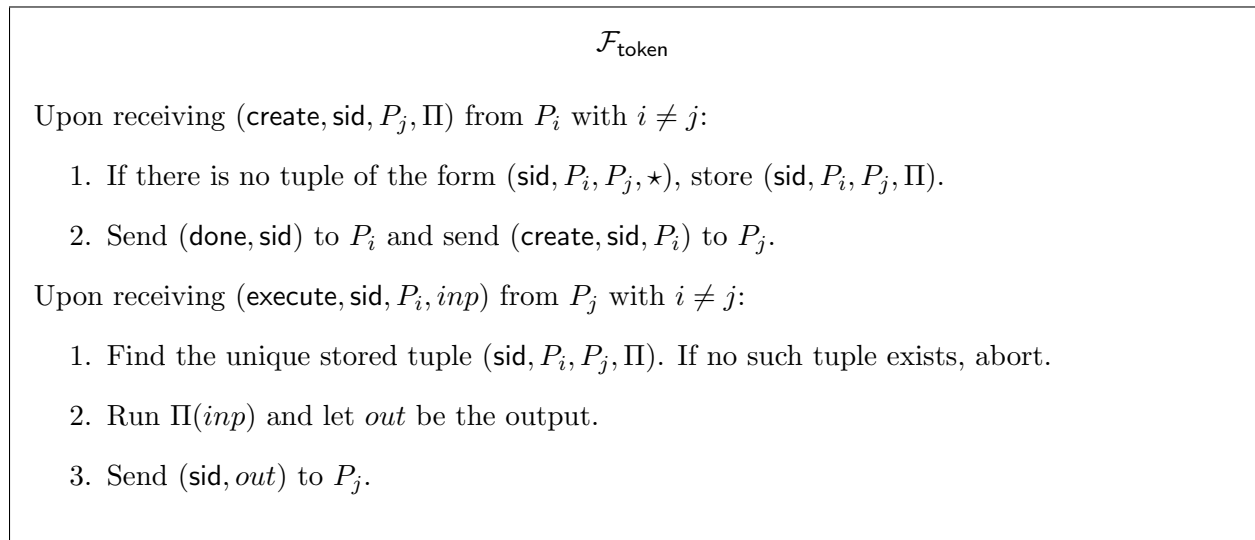 𝓕_token
Upon receiving (create, sid, P_j, Π) from P_i with i ≠ j:
1. If there is no tuple of the form (sid, P_i, P_j, ⋆), store (sid, P_i, P_j, Π).
2. Send (done, sid) to P_i and send (create, sid, P_i) to P_j.
Upon receiving (execute, sid, P_i, inp) from P_j with i ≠ j:
1. Find the unique stored tuple (sid, P_i, P_j, Π). If no such tuple exists, abort.
2. Run Π(inp) and let out be the output.
3. Send (sid, out) to P_j.